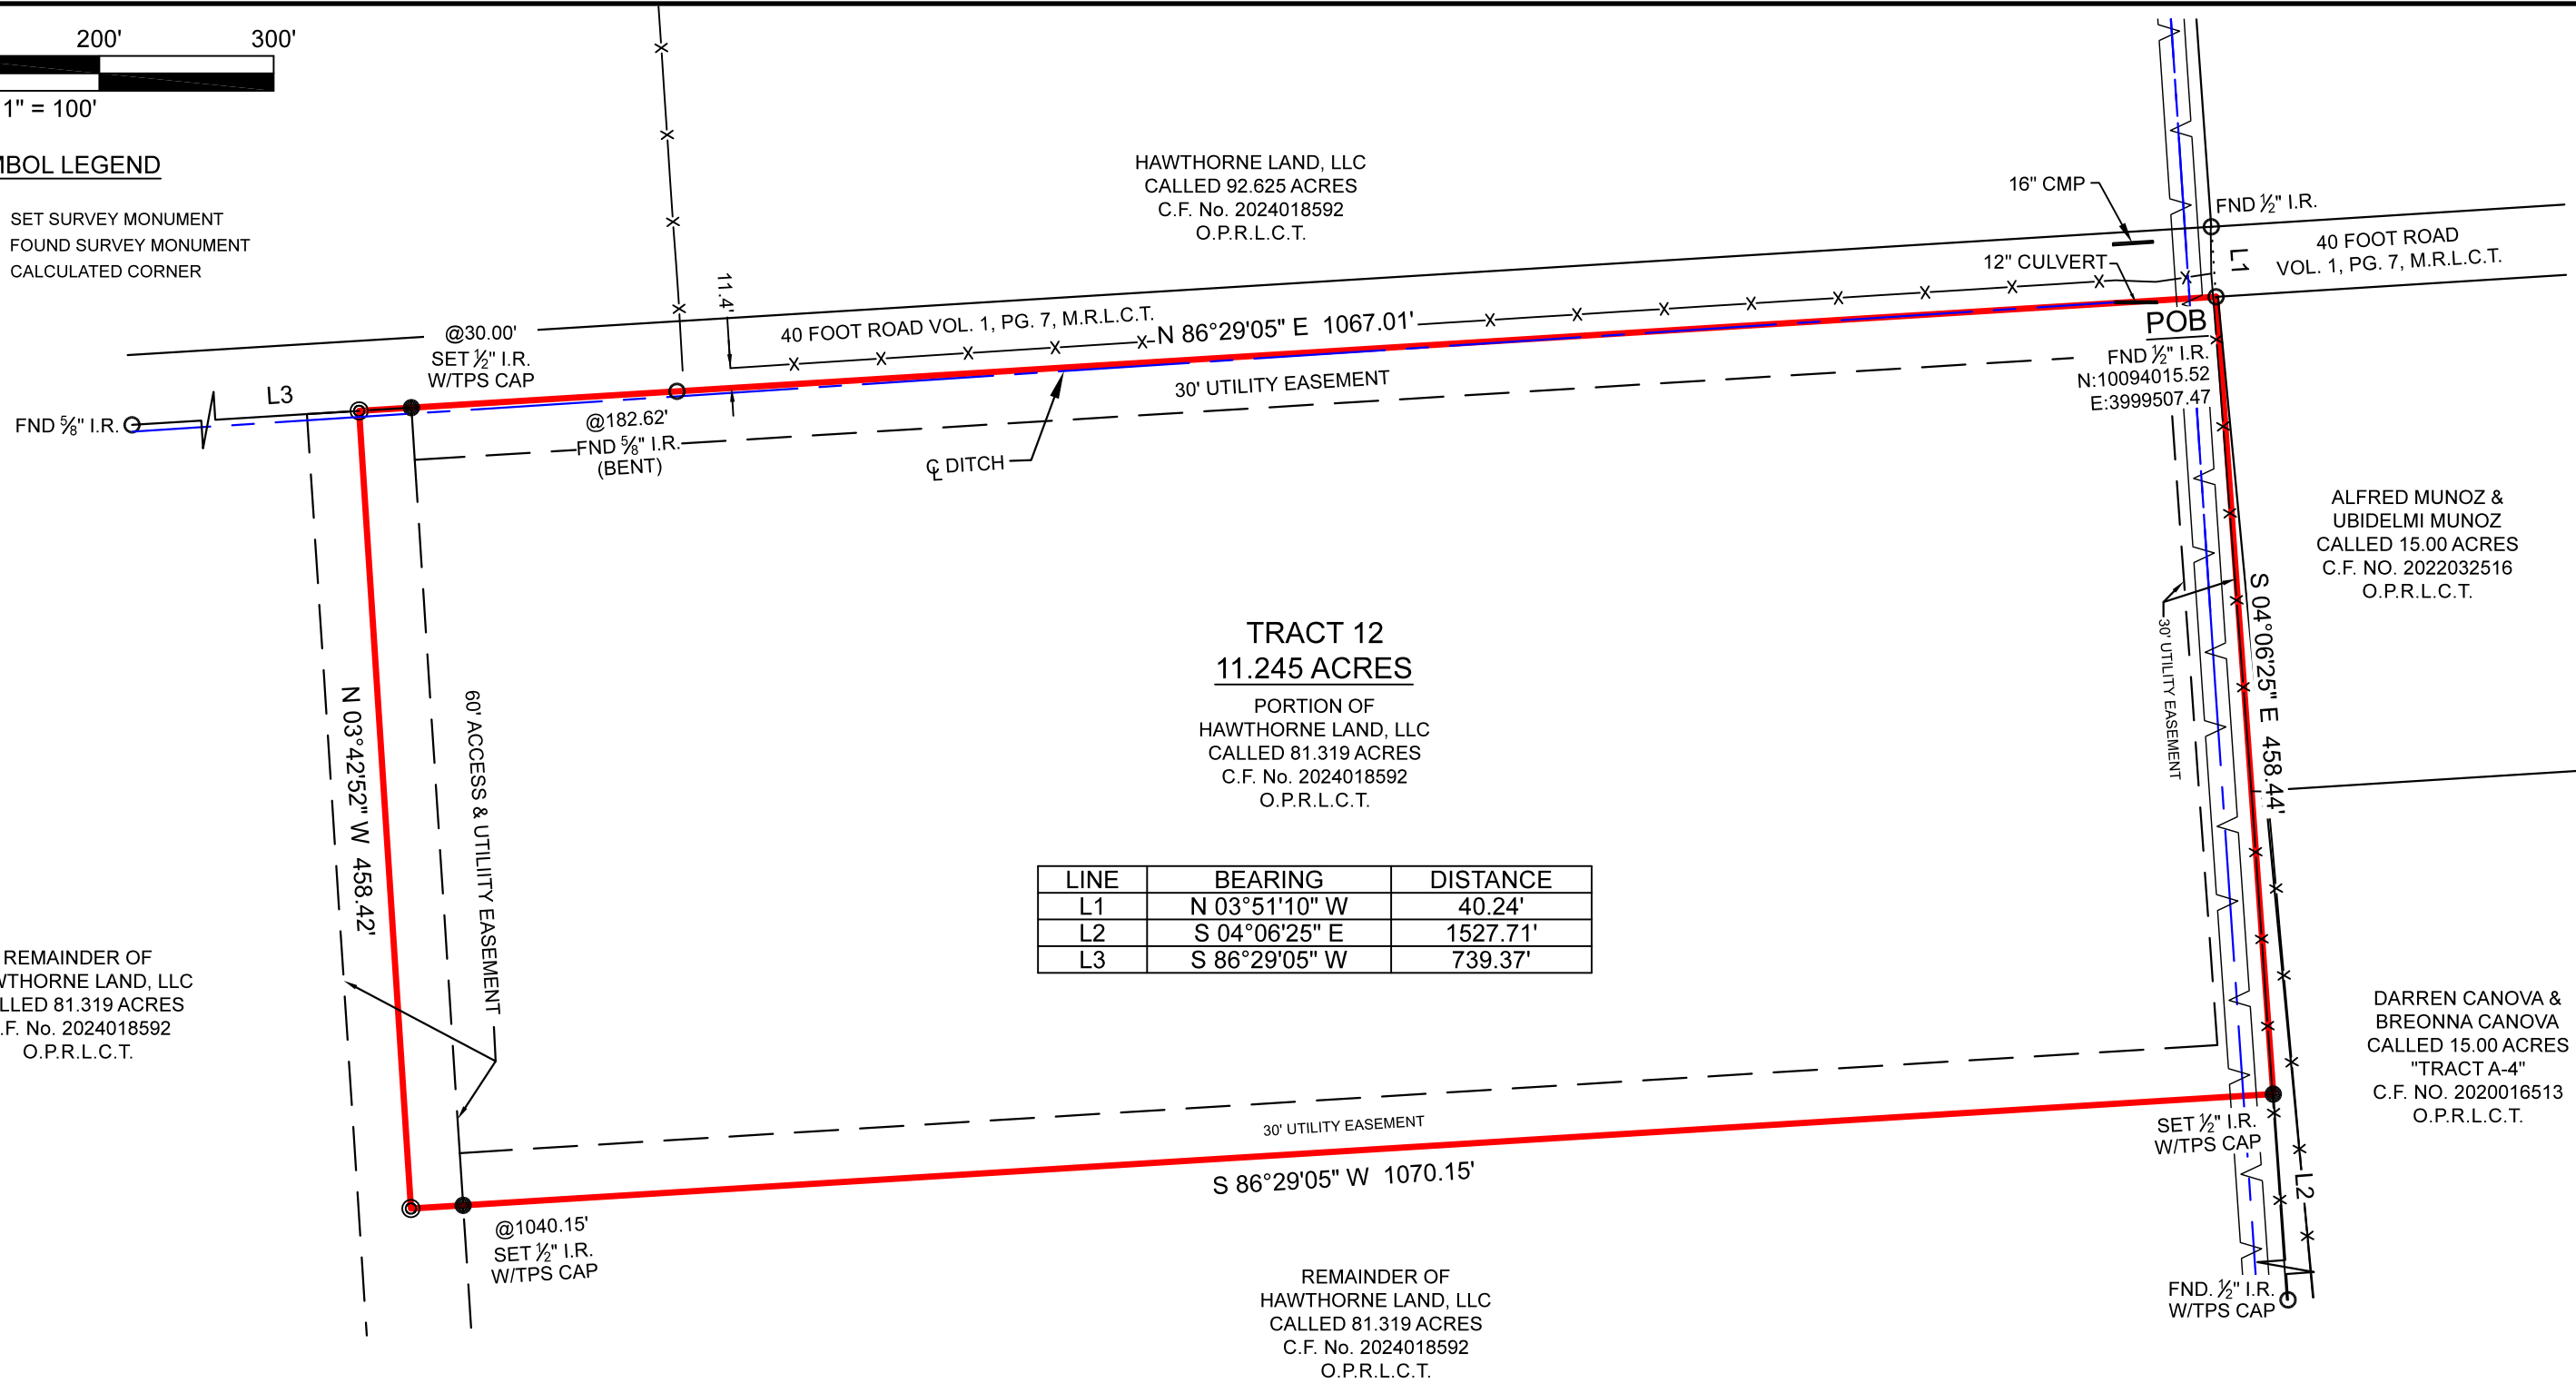 200' 300'
1" = 100'
MBOL LEGEND
SET SURVEY MONUMENT
FOUND SURVEY MONUMENT
CALCULATED CORNER
HAWTHORNE LAND, LLC
CALLED 92.625 ACRES
C.F. No. 2024018592
O.P.R.L.C.T.
16" CMP
FND ½" I.R.
12" CULVERT
L1
40 FOOT ROAD
VOL. 1, PG. 7, M.R.L.C.T.
11.4'
40 FOOT ROAD VOL. 1, PG. 7, M.R.L.C.T.
N 86°29'05" E 1067.01'
@30.00'
SET ½" I.R.
W/TPS CAP
L3
FND ⅝" I.R.
@182.62'
FND ⅝" I.R.
(BENT)
℄ DITCH
30' UTILITY EASEMENT
POB
FND ½" I.R.
N:10094015.52
E:3999507.47
ALFRED MUNOZ &
UBIDELMI MUNOZ
CALLED 15.00 ACRES
C.F. NO. 2022032516
O.P.R.L.C.T.
S 04°06'25" E 458.44'
30' UTILITY EASEMENT
TRACT 12
11.245 ACRES
PORTION OF
HAWTHORNE LAND, LLC
CALLED 81.319 ACRES
C.F. No. 2024018592
O.P.R.L.C.T.
N 03°42'52" W 458.42'
60' ACCESS & UTILIITY EASEMENT
LINE BEARING DISTANCE
L1 N 03°51'10" W 40.24'
L2 S 04°06'25" E 1527.71'
L3 S 86°29'05" W 739.37'
REMAINDER OF
WTHORNE LAND, LLC
LLED 81.319 ACRES
.F. No. 2024018592
O.P.R.L.C.T.
DARREN CANOVA &
BREONNA CANOVA
CALLED 15.00 ACRES
"TRACT A-4"
C.F. NO. 2020016513
O.P.R.L.C.T.
30' UTILITY EASEMENT
S 86°29'05" W 1070.15'
SET ½" I.R.
W/TPS CAP
L2
@1040.15'
SET ½" I.R.
W/TPS CAP
FND. ½" I.R.
W/TPS CAP
REMAINDER OF
HAWTHORNE LAND, LLC
CALLED 81.319 ACRES
C.F. No. 2024018592
O.P.R.L.C.T.